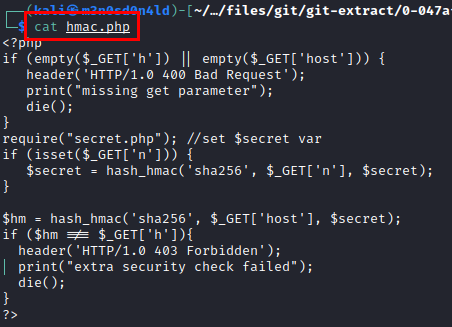 (kali㉿m3n0sd0n4ld)-[~/…/files/git/git-extract/0-047a
$ cat hmac.php
<?php
if (empty($_GET['h']) || empty($_GET['host'])) {
header('HTTP/1.0 400 Bad Request');
print("missing get parameter");
die();
}
require("secret.php"); //set $secret var
if (isset($_GET['n'])) {
$secret = hash_hmac('sha256', $_GET['n'], $secret);
}
$hm = hash_hmac('sha256', $_GET['host'], $secret);
if ($hm !== $_GET['h']){
header('HTTP/1.0 403 Forbidden');
print("extra security check failed");
die();
}
?>